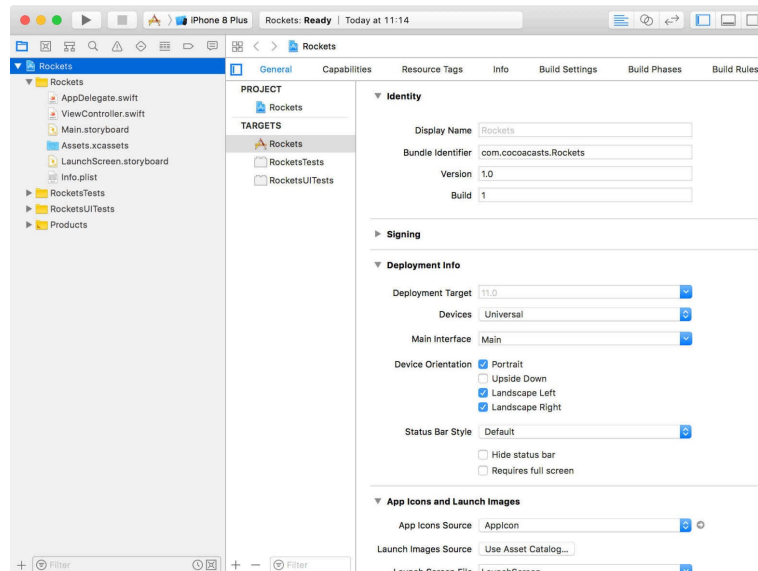 iPhone 8 Plus
Rockets: Ready | Today at 11:14
Rockets
Rockets
General Capabilities Resource Tags Info Build Settings Build Phases Build Rules
Rockets
AppDelegate.swift
ViewController.swift
Main.storyboard
Assets.xcassets
LaunchScreen.storyboard
Info.plist
RocketsTests
RocketsUITests
Products
Filter
PROJECT
Rockets
TARGETS
Rockets
RocketsTests
RocketsUITests
Filter
Identity
Display Name Rockets
Bundle Identifier com.cocoacasts.Rockets
Version 1.0
Build 1
Signing
Deployment Info
Deployment Target 11.0
Devices Universal
Main Interface Main
Device Orientation Portrait
Upside Down
Landscape Left
Landscape Right
Status Bar Style Default
Hide status bar
Requires full screen
App Icons and Launch Images
App Icons Source AppIcon
Launch Images Source Use Asset Catalog...
Launch Screen File LaunchScreen